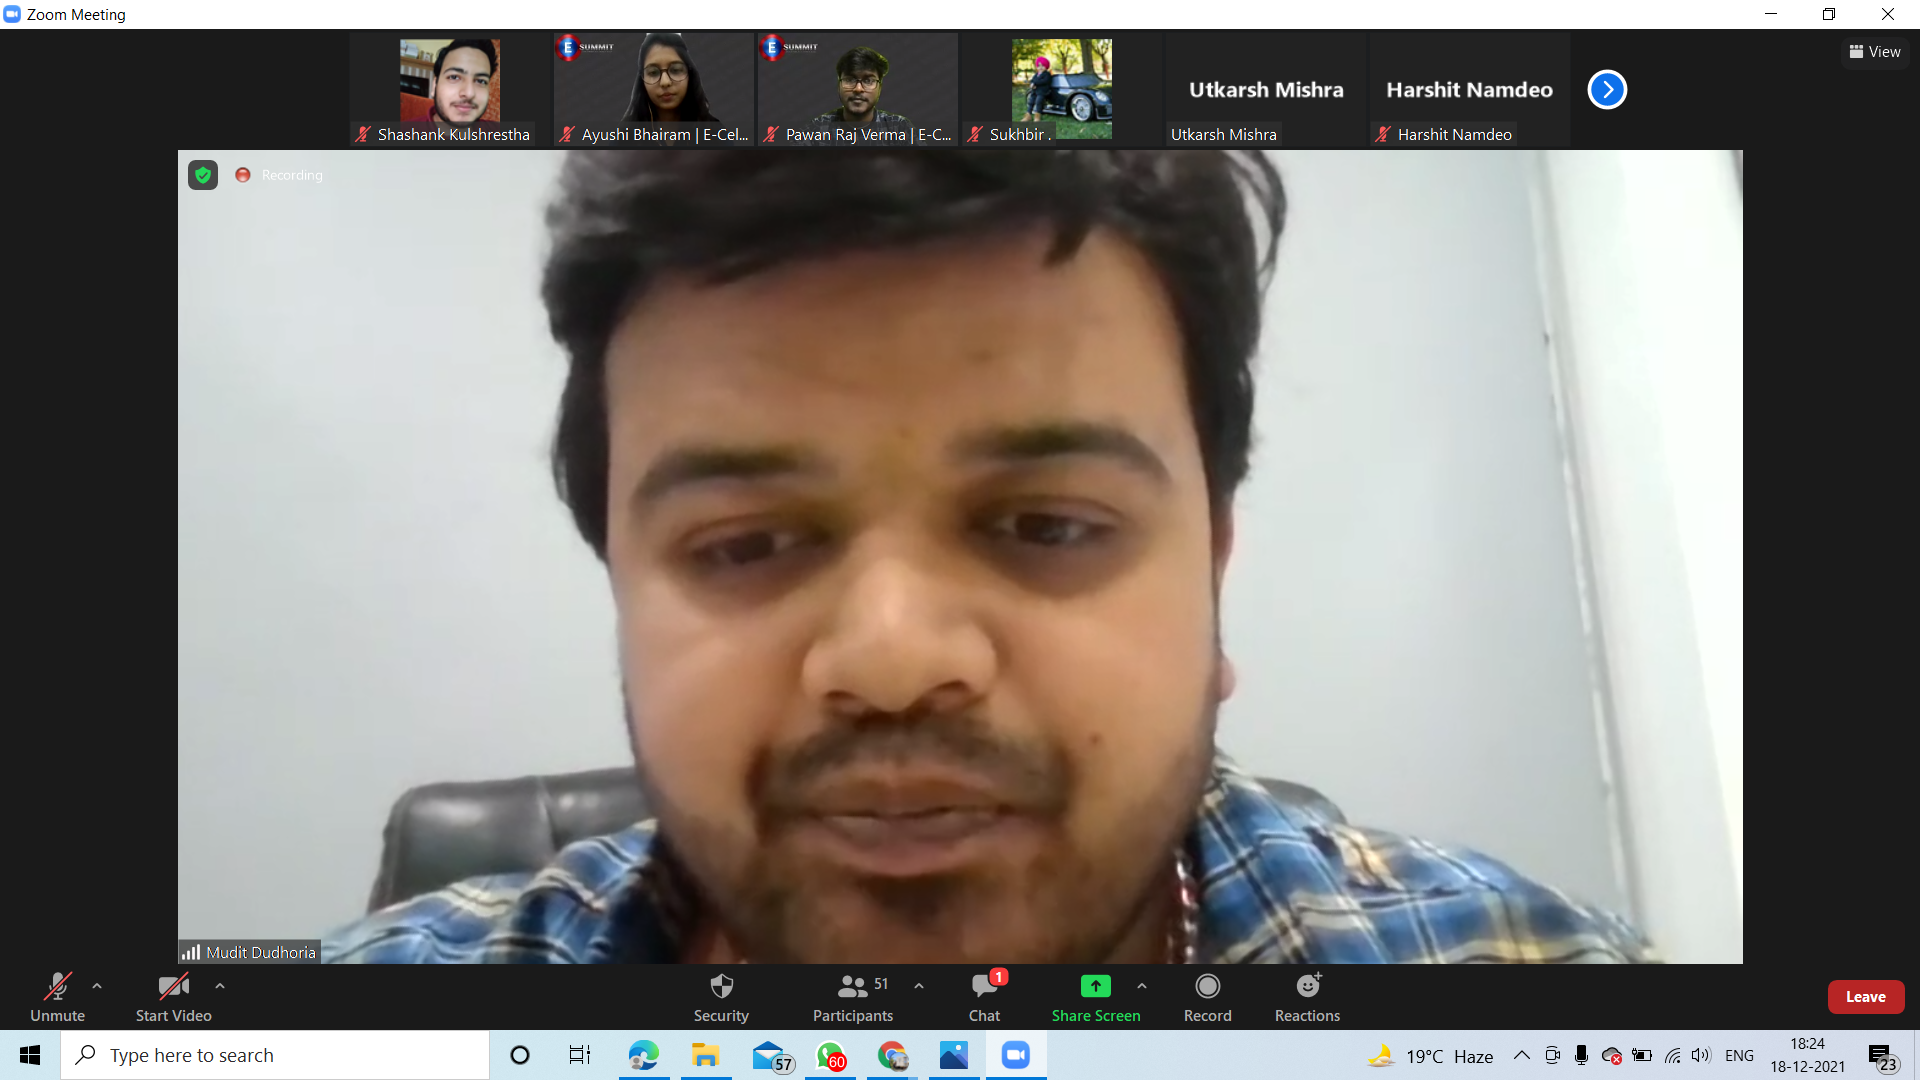 Zoom Meeting
View
E SUMMIT
E SUMMIT
Utkarsh Mishra
Harshit Namdeo
Shashank Kulshrestha
Ayushi Bhairam | E-Cel...
Pawan Raj Verma | E-C...
Sukhbir .
Utkarsh Mishra
Harshit Namdeo
Recording
Mudit Dudhoria
Unmute
Start Video
Security
Participants 51
Chat 1
Share Screen
Record
Reactions
Leave
Type here to search
57
60
19°C Haze
ENG
18:24
18-12-2021
23